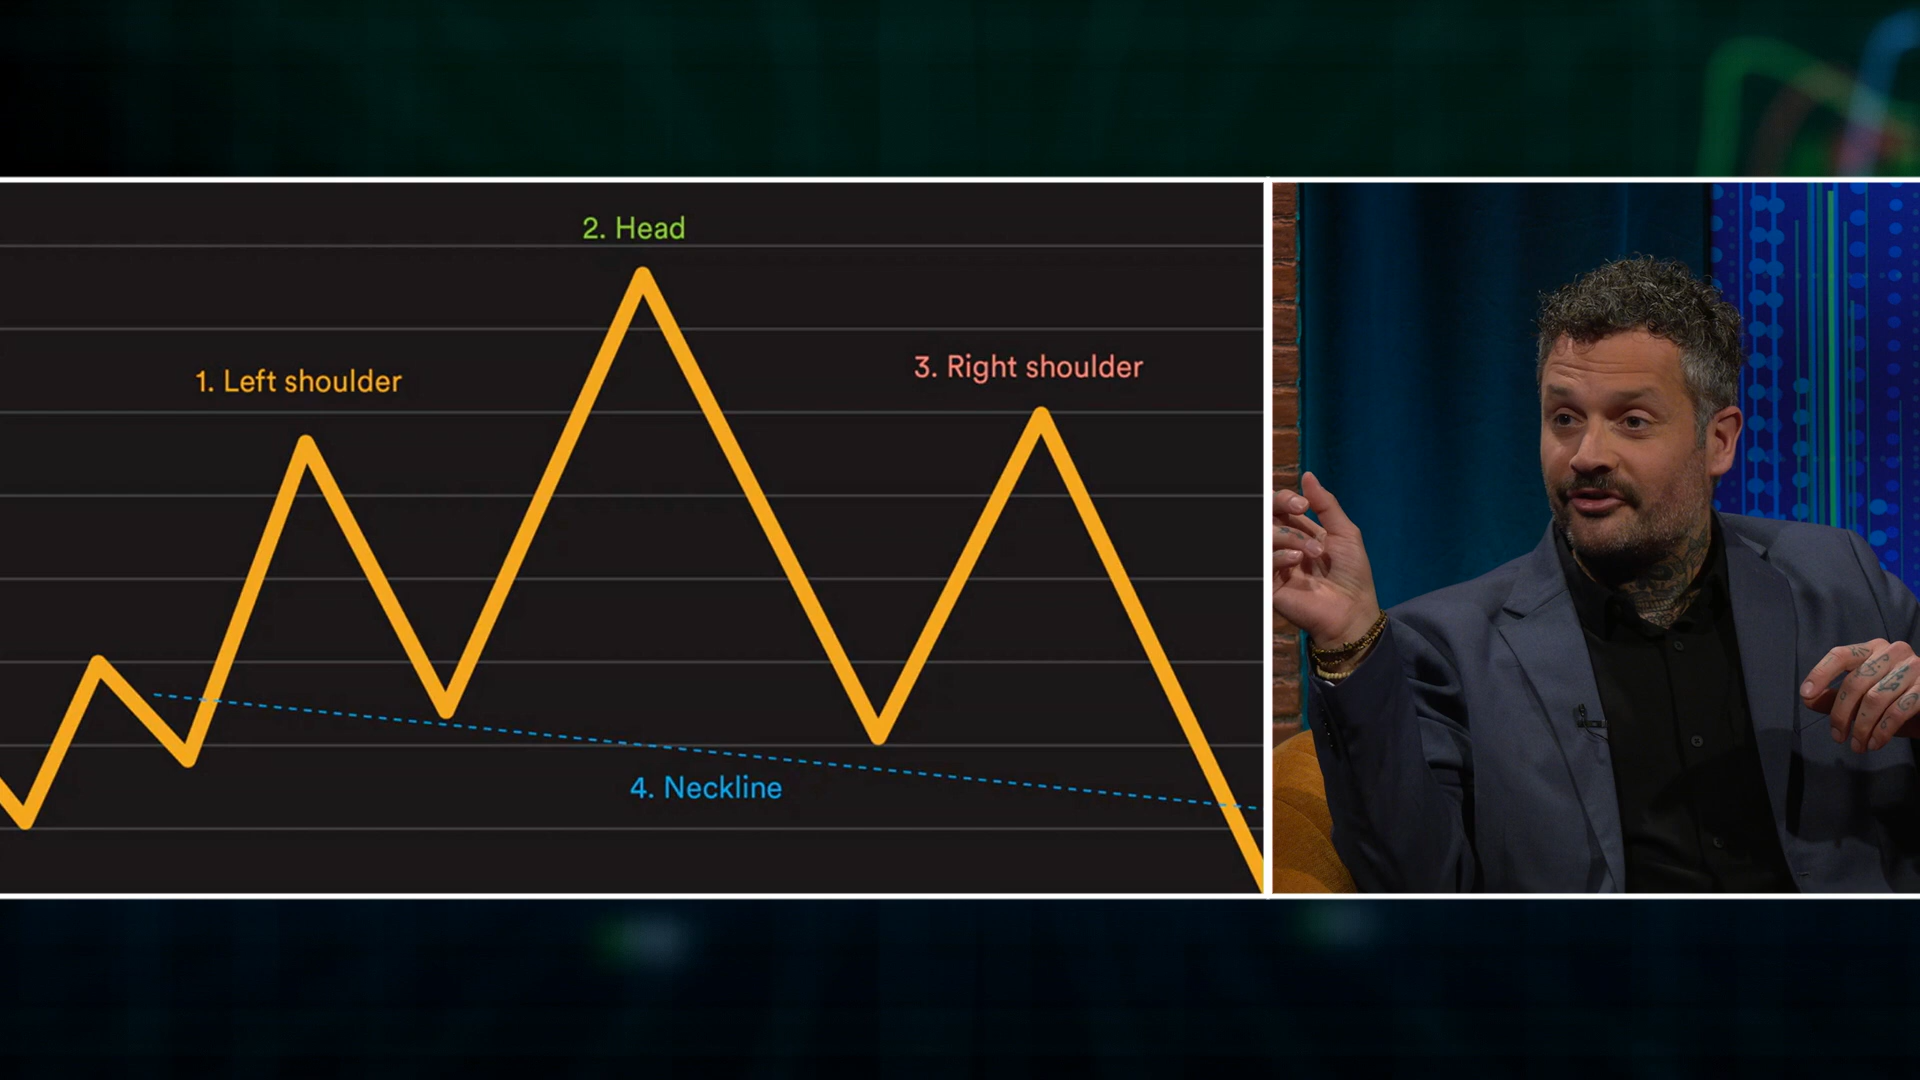 2. Head
1. Left shoulder
3. Right shoulder
4. Neckline